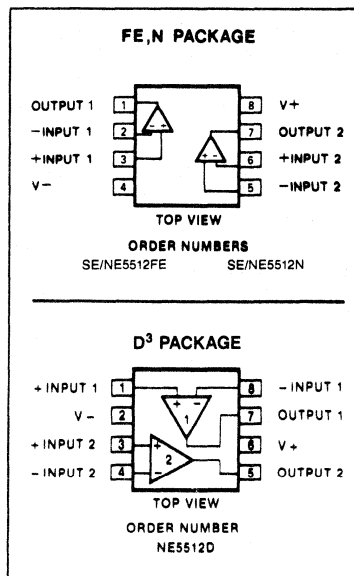 FE,N PACKAGE
OUTPUT 1 1 8 V+
−INPUT 1 2 7 OUTPUT 2
+INPUT 1 3 6 +INPUT 2
V− 4 5 −INPUT 2
- + + -
TOP VIEW
ORDER NUMBERS
SE/NE5512FE SE/NE5512N
D³ PACKAGE
+ INPUT 1 1 8 − INPUT 1
V− 2 7 OUTPUT 1
+ INPUT 2 3 6 V+
− INPUT 2 4 5 OUTPUT 2
+ − 1
+ − 2
TOP VIEW
ORDER NUMBER
NE5512D